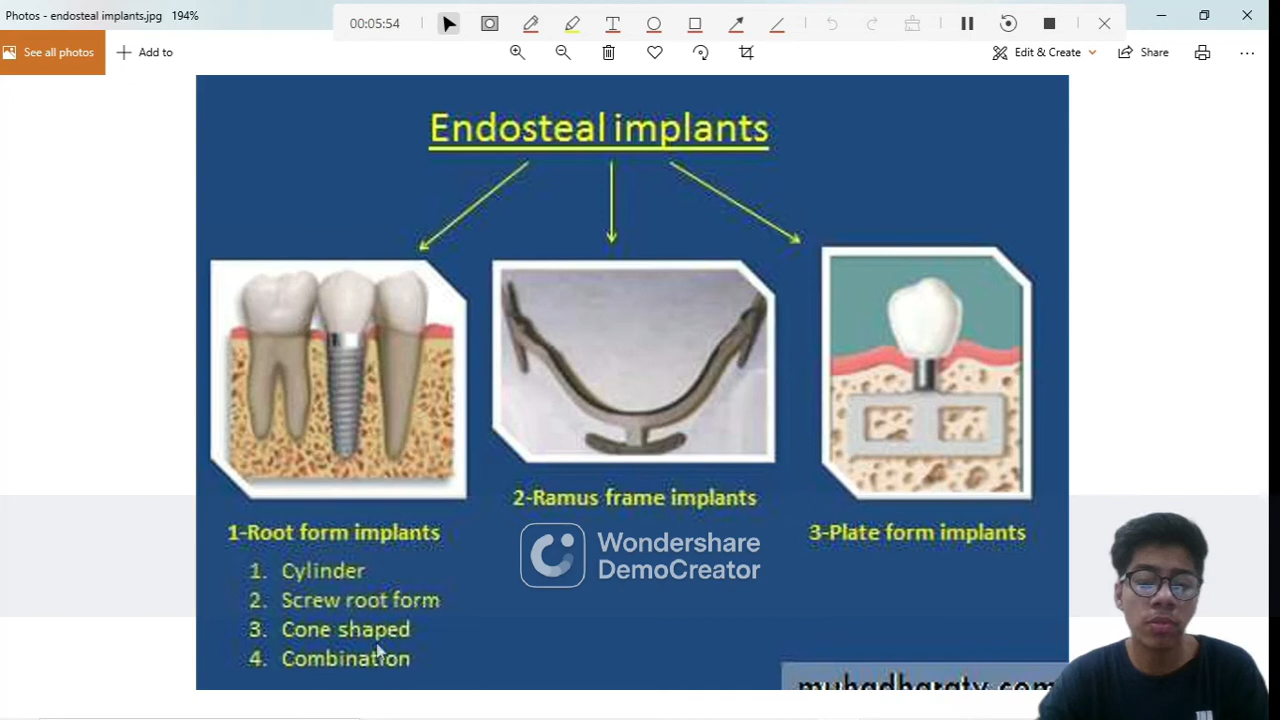 Photos - endosteal implants.jpg 194%
00:05:54
See all photos
Add to
Edit & Create
Share
Endosteal implants
1-Root form implants
1. Cylinder
2. Screw root form
3. Cone shaped
4. Combination
2-Ramus frame implants
3-Plate form implants
Wondershare
DemoCreator
muhadharaty.com